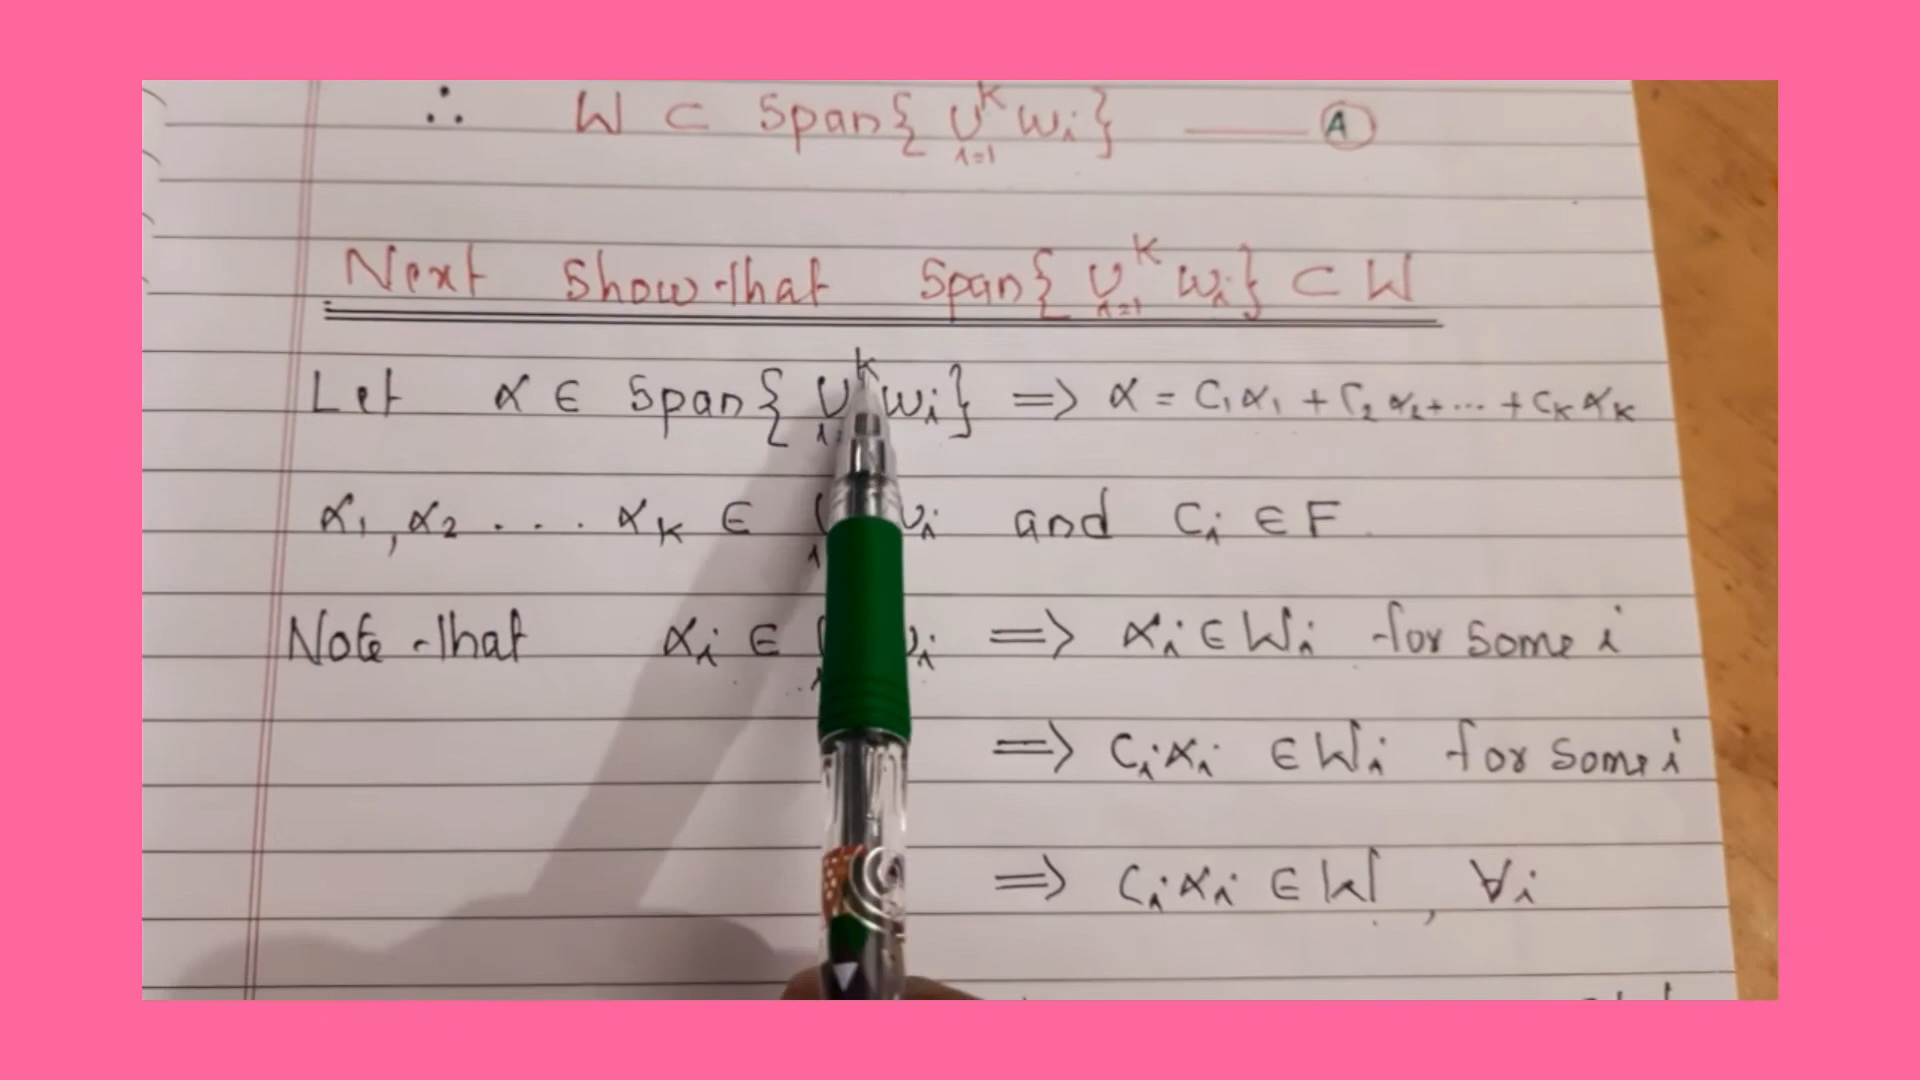 ∴ W ⊂ Span{ ∪ᵏᵢ₌₁ Wᵢ } —— Ⓐ
Next Show that Span{ ∪ᵏᵢ₌₁ Wᵢ } ⊂ W
Let α ∈ Span{ ∪ᵏ Wᵢ } ⇒ α = C₁α₁ + C₂α₂ + ... + Cₖαₖ
α₁, α₂ .... αₖ ∈ and Cᵢ ∈ F.
Note that αᵢ ∈ ⇒ αᵢ ∈ Wᵢ for some i
⇒ Cᵢαᵢ ∈ Wᵢ for some i
⇒ Cᵢαᵢ ∈ W, ∀i